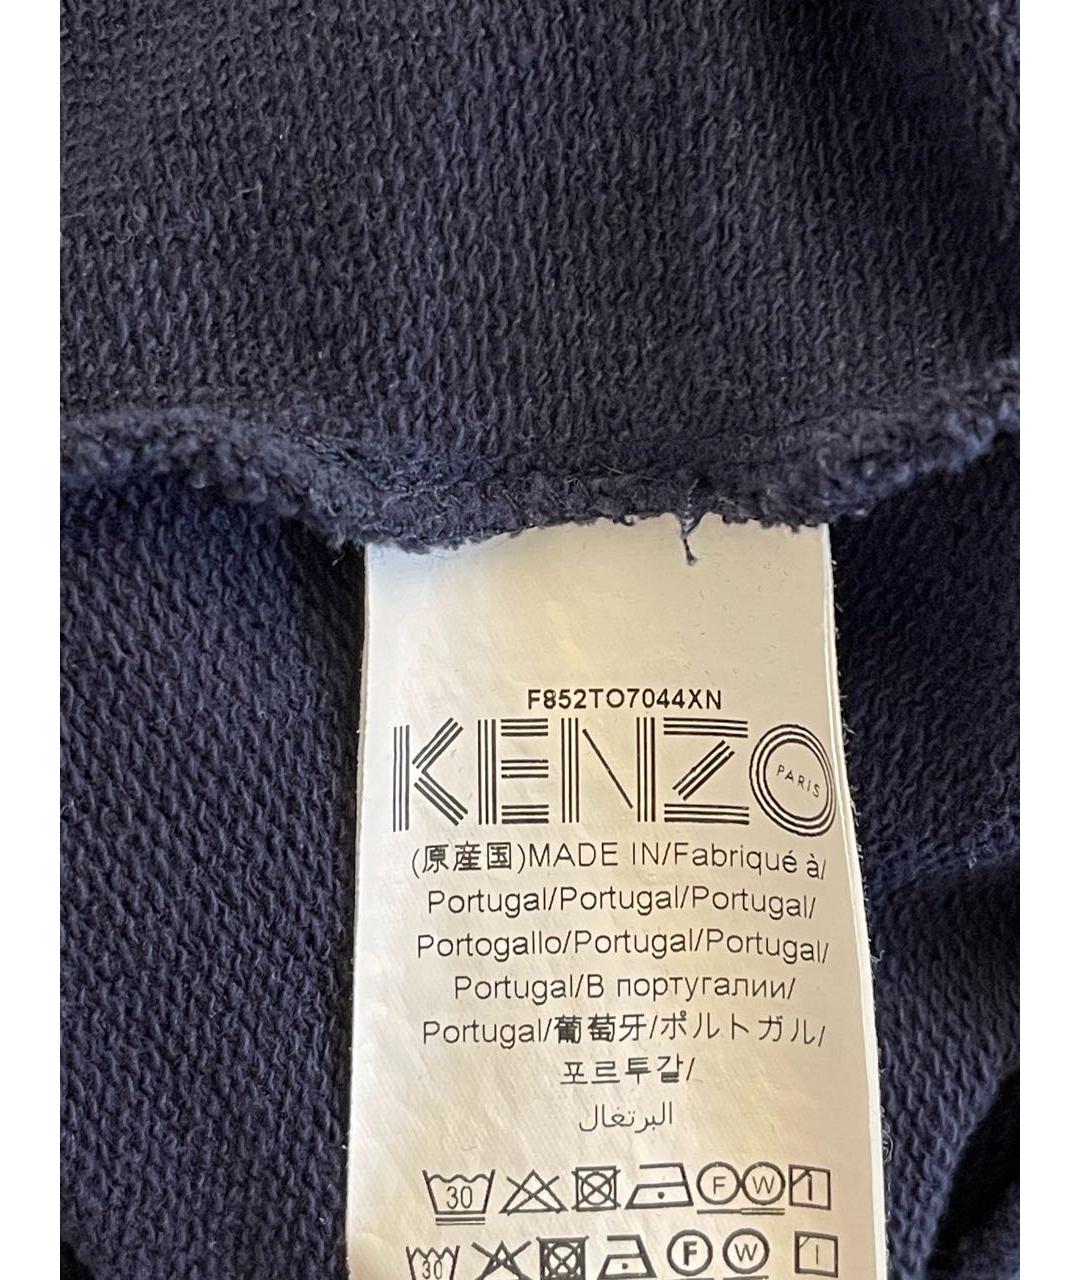 F852TO7044XN
KENZO
PARIS
(原産国)MADE IN/Fabriqué à/
Portugal/Portugal/Portugal/
Portogallo/Portugal/Portugal/
Portugal/В португалии/
Portugal/葡萄牙/ポルトガル/
포르투갈/
البرتغال
30 F W
30 F W